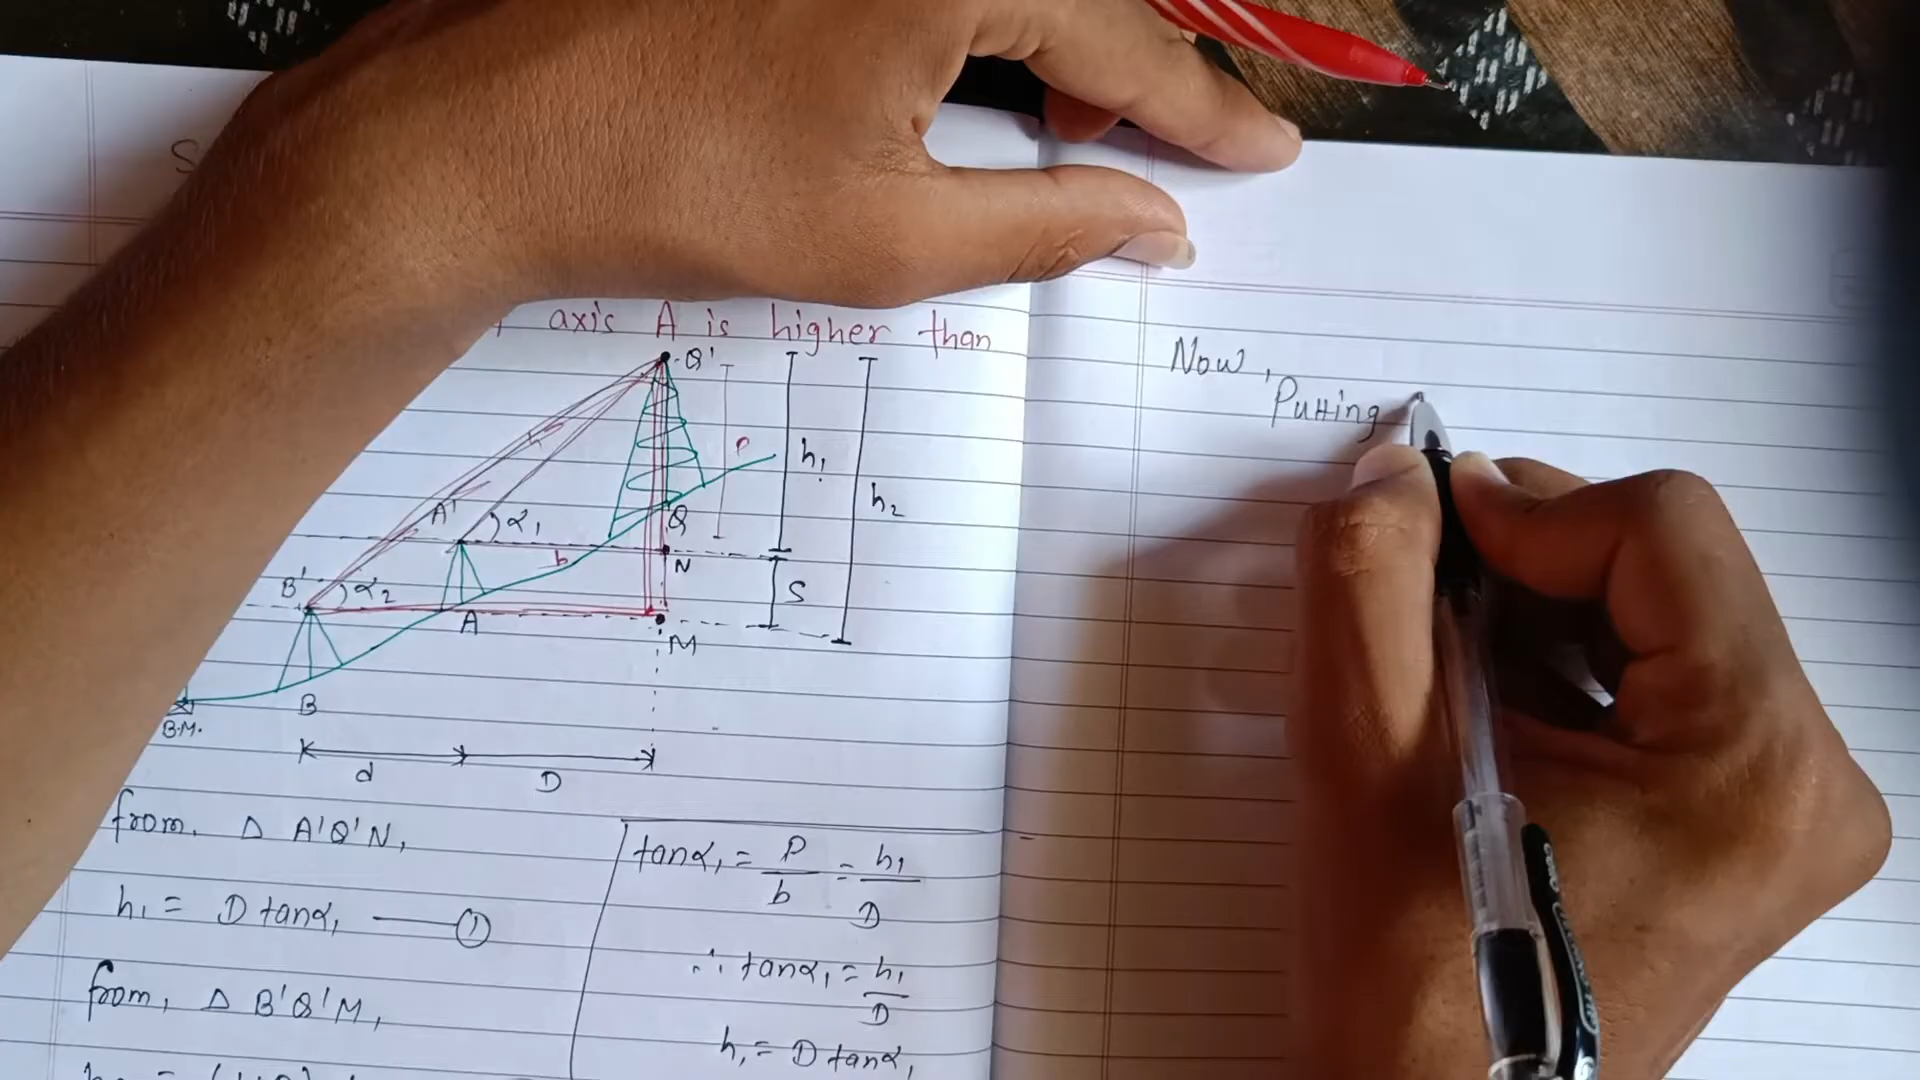 S
axis A is higher than
Q'
h
P
h₁
h₂
A'
α₁
Q
b
N
B'
α₂
S
A
M
B
B.M.
d
D
from, Δ A'Q'N,
h₁ = D tanα₁ ——— ①
from, Δ B'Q'M,
tanα₁ = P/b = h₁/D
∴ tanα₁ = h₁/D
h₁ = D tanα₁
Now,
Putting